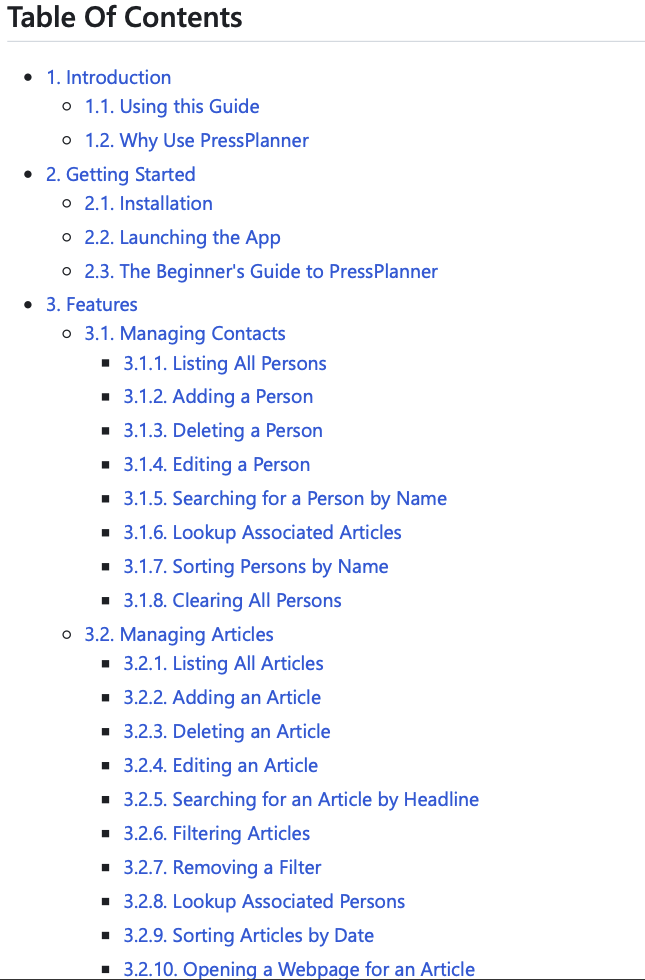 Table Of Contents
1. Introduction
1.1. Using this Guide
1.2. Why Use PressPlanner
2. Getting Started
2.1. Installation
2.2. Launching the App
2.3. The Beginner's Guide to PressPlanner
3. Features
3.1. Managing Contacts
3.1.1. Listing All Persons
3.1.2. Adding a Person
3.1.3. Deleting a Person
3.1.4. Editing a Person
3.1.5. Searching for a Person by Name
3.1.6. Lookup Associated Articles
3.1.7. Sorting Persons by Name
3.1.8. Clearing All Persons
3.2. Managing Articles
3.2.1. Listing All Articles
3.2.2. Adding an Article
3.2.3. Deleting an Article
3.2.4. Editing an Article
3.2.5. Searching for an Article by Headline
3.2.6. Filtering Articles
3.2.7. Removing a Filter
3.2.8. Lookup Associated Persons
3.2.9. Sorting Articles by Date
3.2.10. Opening a Webpage for an Article